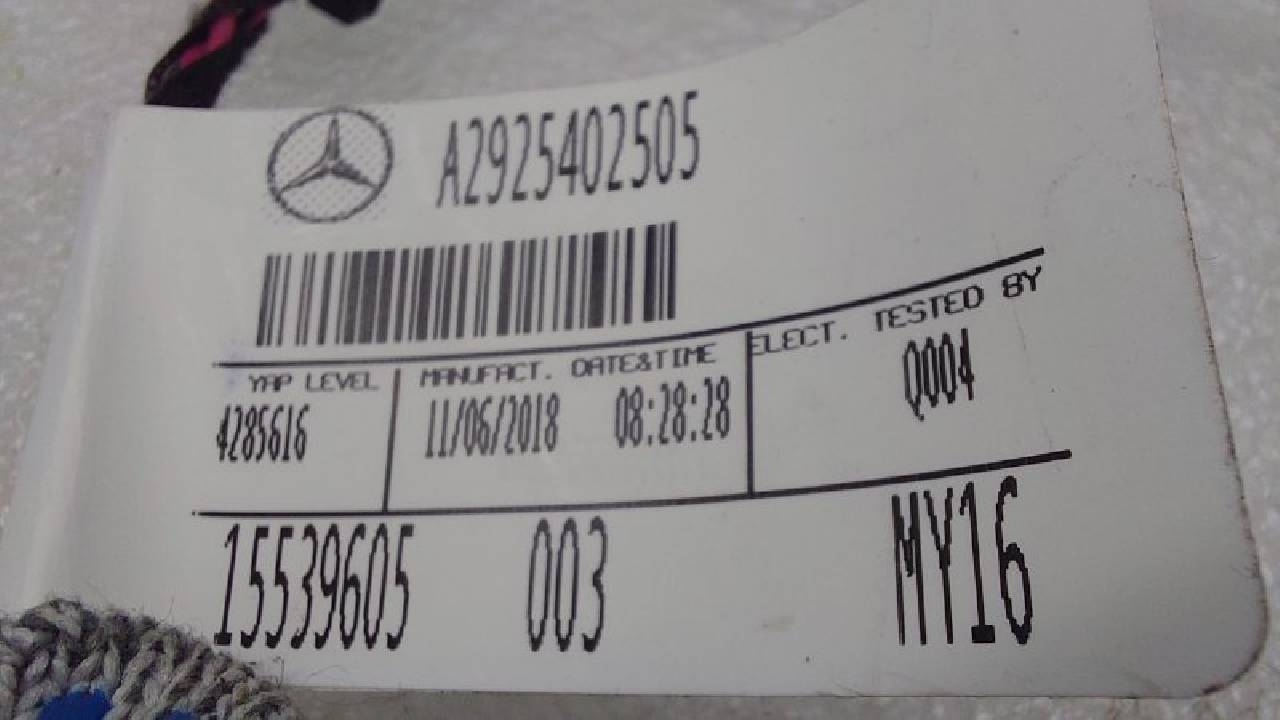 A2925402505
YAP LEVEL MANUFACT. DATE&TIME ELECT. TESTED BY
4285616 11/06/2018 08:28:28 Q004
15539605 003 MY16